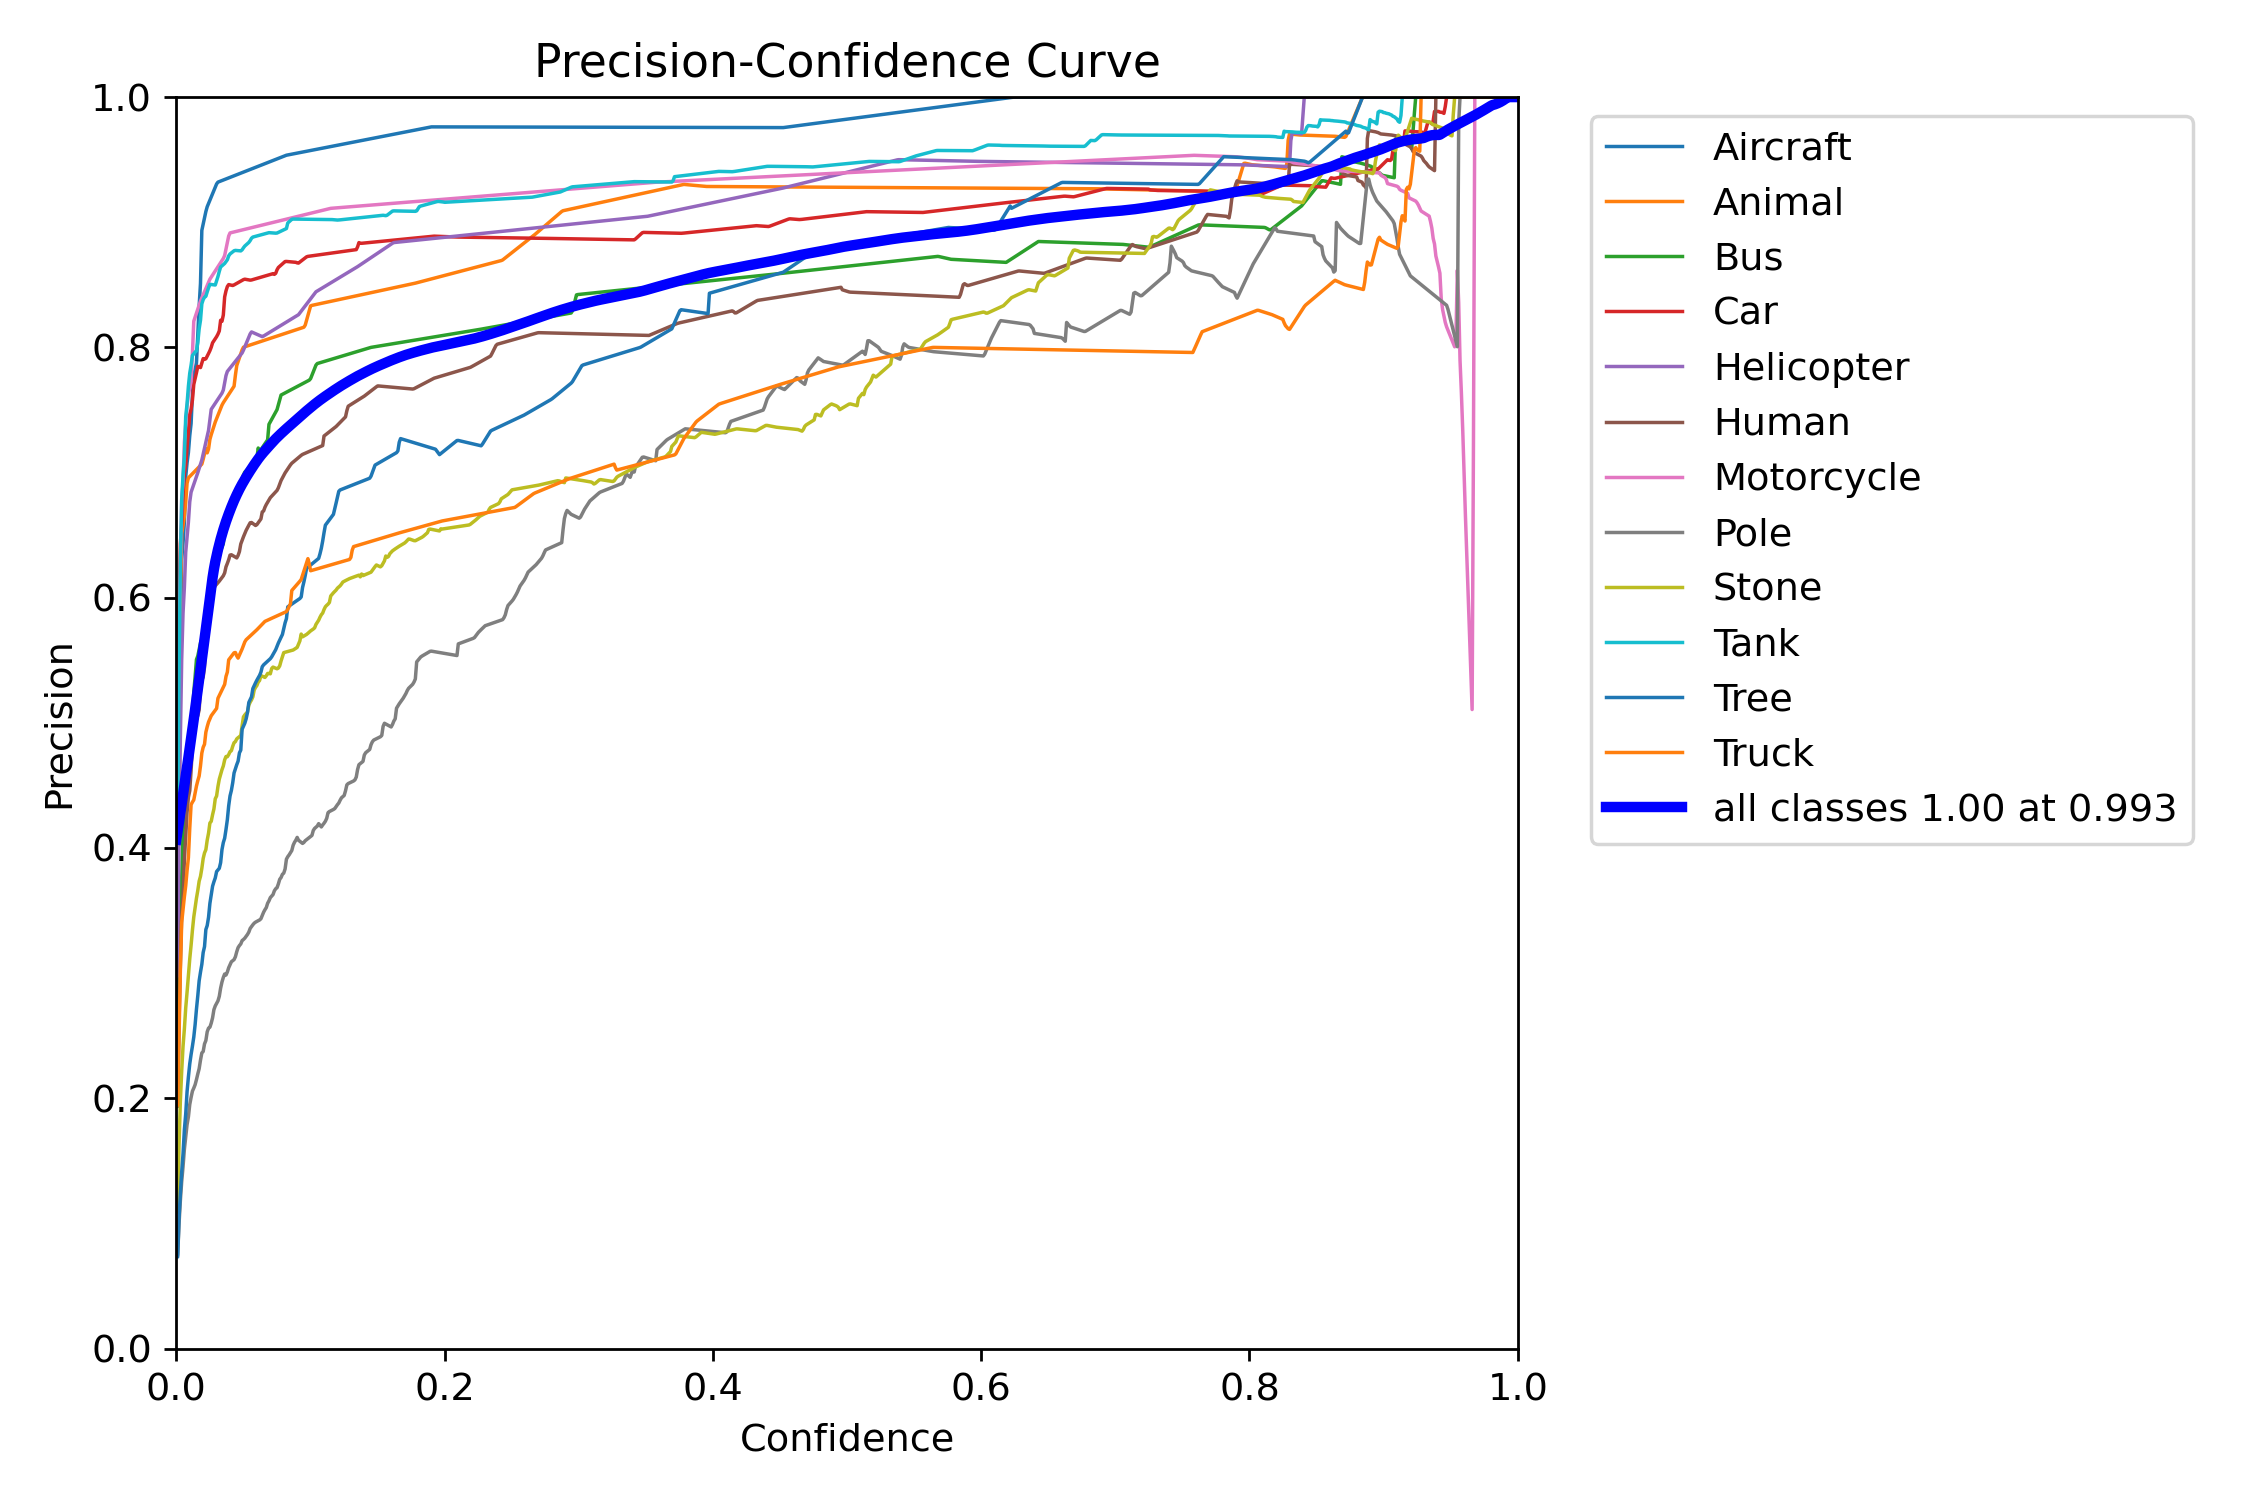 Precision-Confidence Curve
1.0
0.8
0.6
0.4
0.2
0.0
Precision
0.0 0.2 0.4 0.6 0.8 1.0
Confidence
Aircraft
Animal
Bus
Car
Helicopter
Human
Motorcycle
Pole
Stone
Tank
Tree
Truck
all classes 1.00 at 0.993